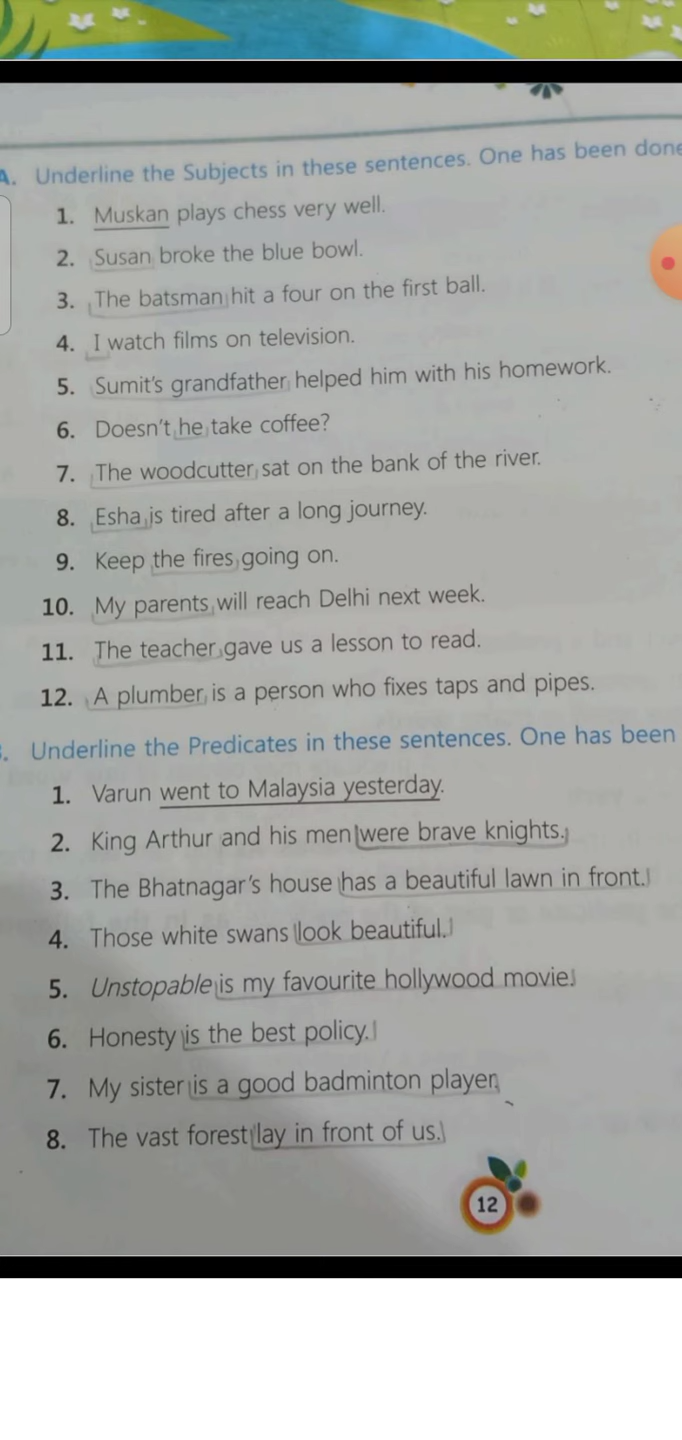 A. Underline the Subjects in these sentences. One has been done
1. Muskan plays chess very well.
2. Susan broke the blue bowl.
3. The batsman hit a four on the first ball.
4. I watch films on television.
5. Sumit's grandfather helped him with his homework.
6. Doesn't he take coffee?
7. The woodcutter sat on the bank of the river.
8. Esha is tired after a long journey.
9. Keep the fires going on.
10. My parents will reach Delhi next week.
11. The teacher gave us a lesson to read.
12. A plumber is a person who fixes taps and pipes.
. Underline the Predicates in these sentences. One has been
1. Varun went to Malaysia yesterday.
2. King Arthur and his men were brave knights.
3. The Bhatnagar's house has a beautiful lawn in front.
4. Those white swans look beautiful.
5. Unstopable is my favourite hollywood movie.
6. Honesty is the best policy.
7. My sister is a good badminton player.
8. The vast forest lay in front of us.
12